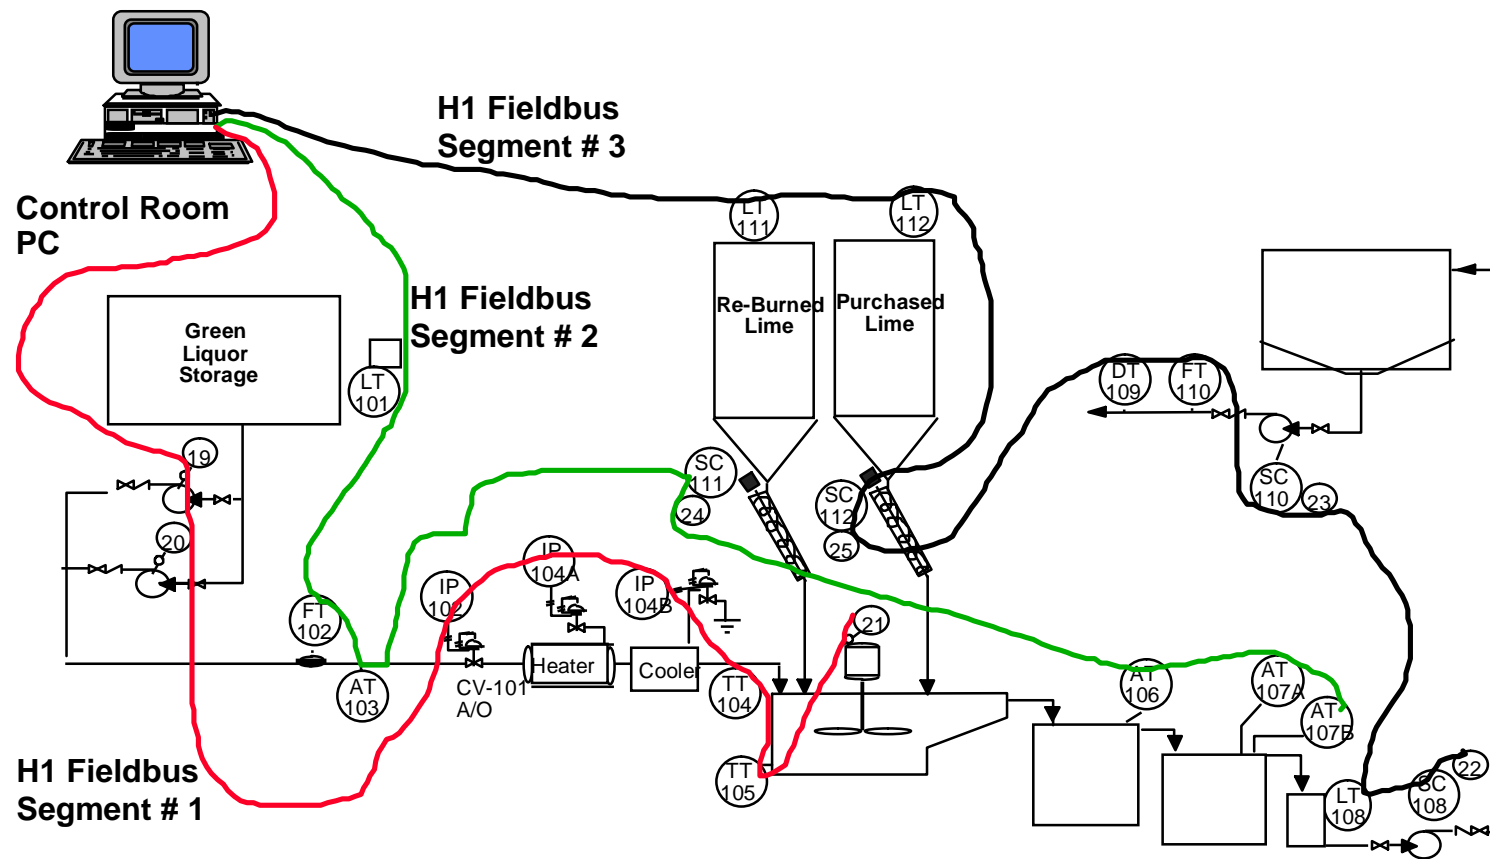 H1 Fieldbus
Segment # 3
Control Room
PC
LT
111
LT
112
H1 Fieldbus
Segment # 2
Green
Liquor
Storage
Re-Burned
Lime
Purchased
Lime
LT
101
DT
109
FT
110
19
SC
111
SC
112
SC
110
23
24
25
20
IP
102
IP
104A
IP
104B
FT
102
21
AT
103
CV-101
A/O
Heater
Cooler
TT
104
AT
106
AT
107A
AT
107B
TT
105
H1 Fieldbus
Segment # 1
LT
108
SC
108
22